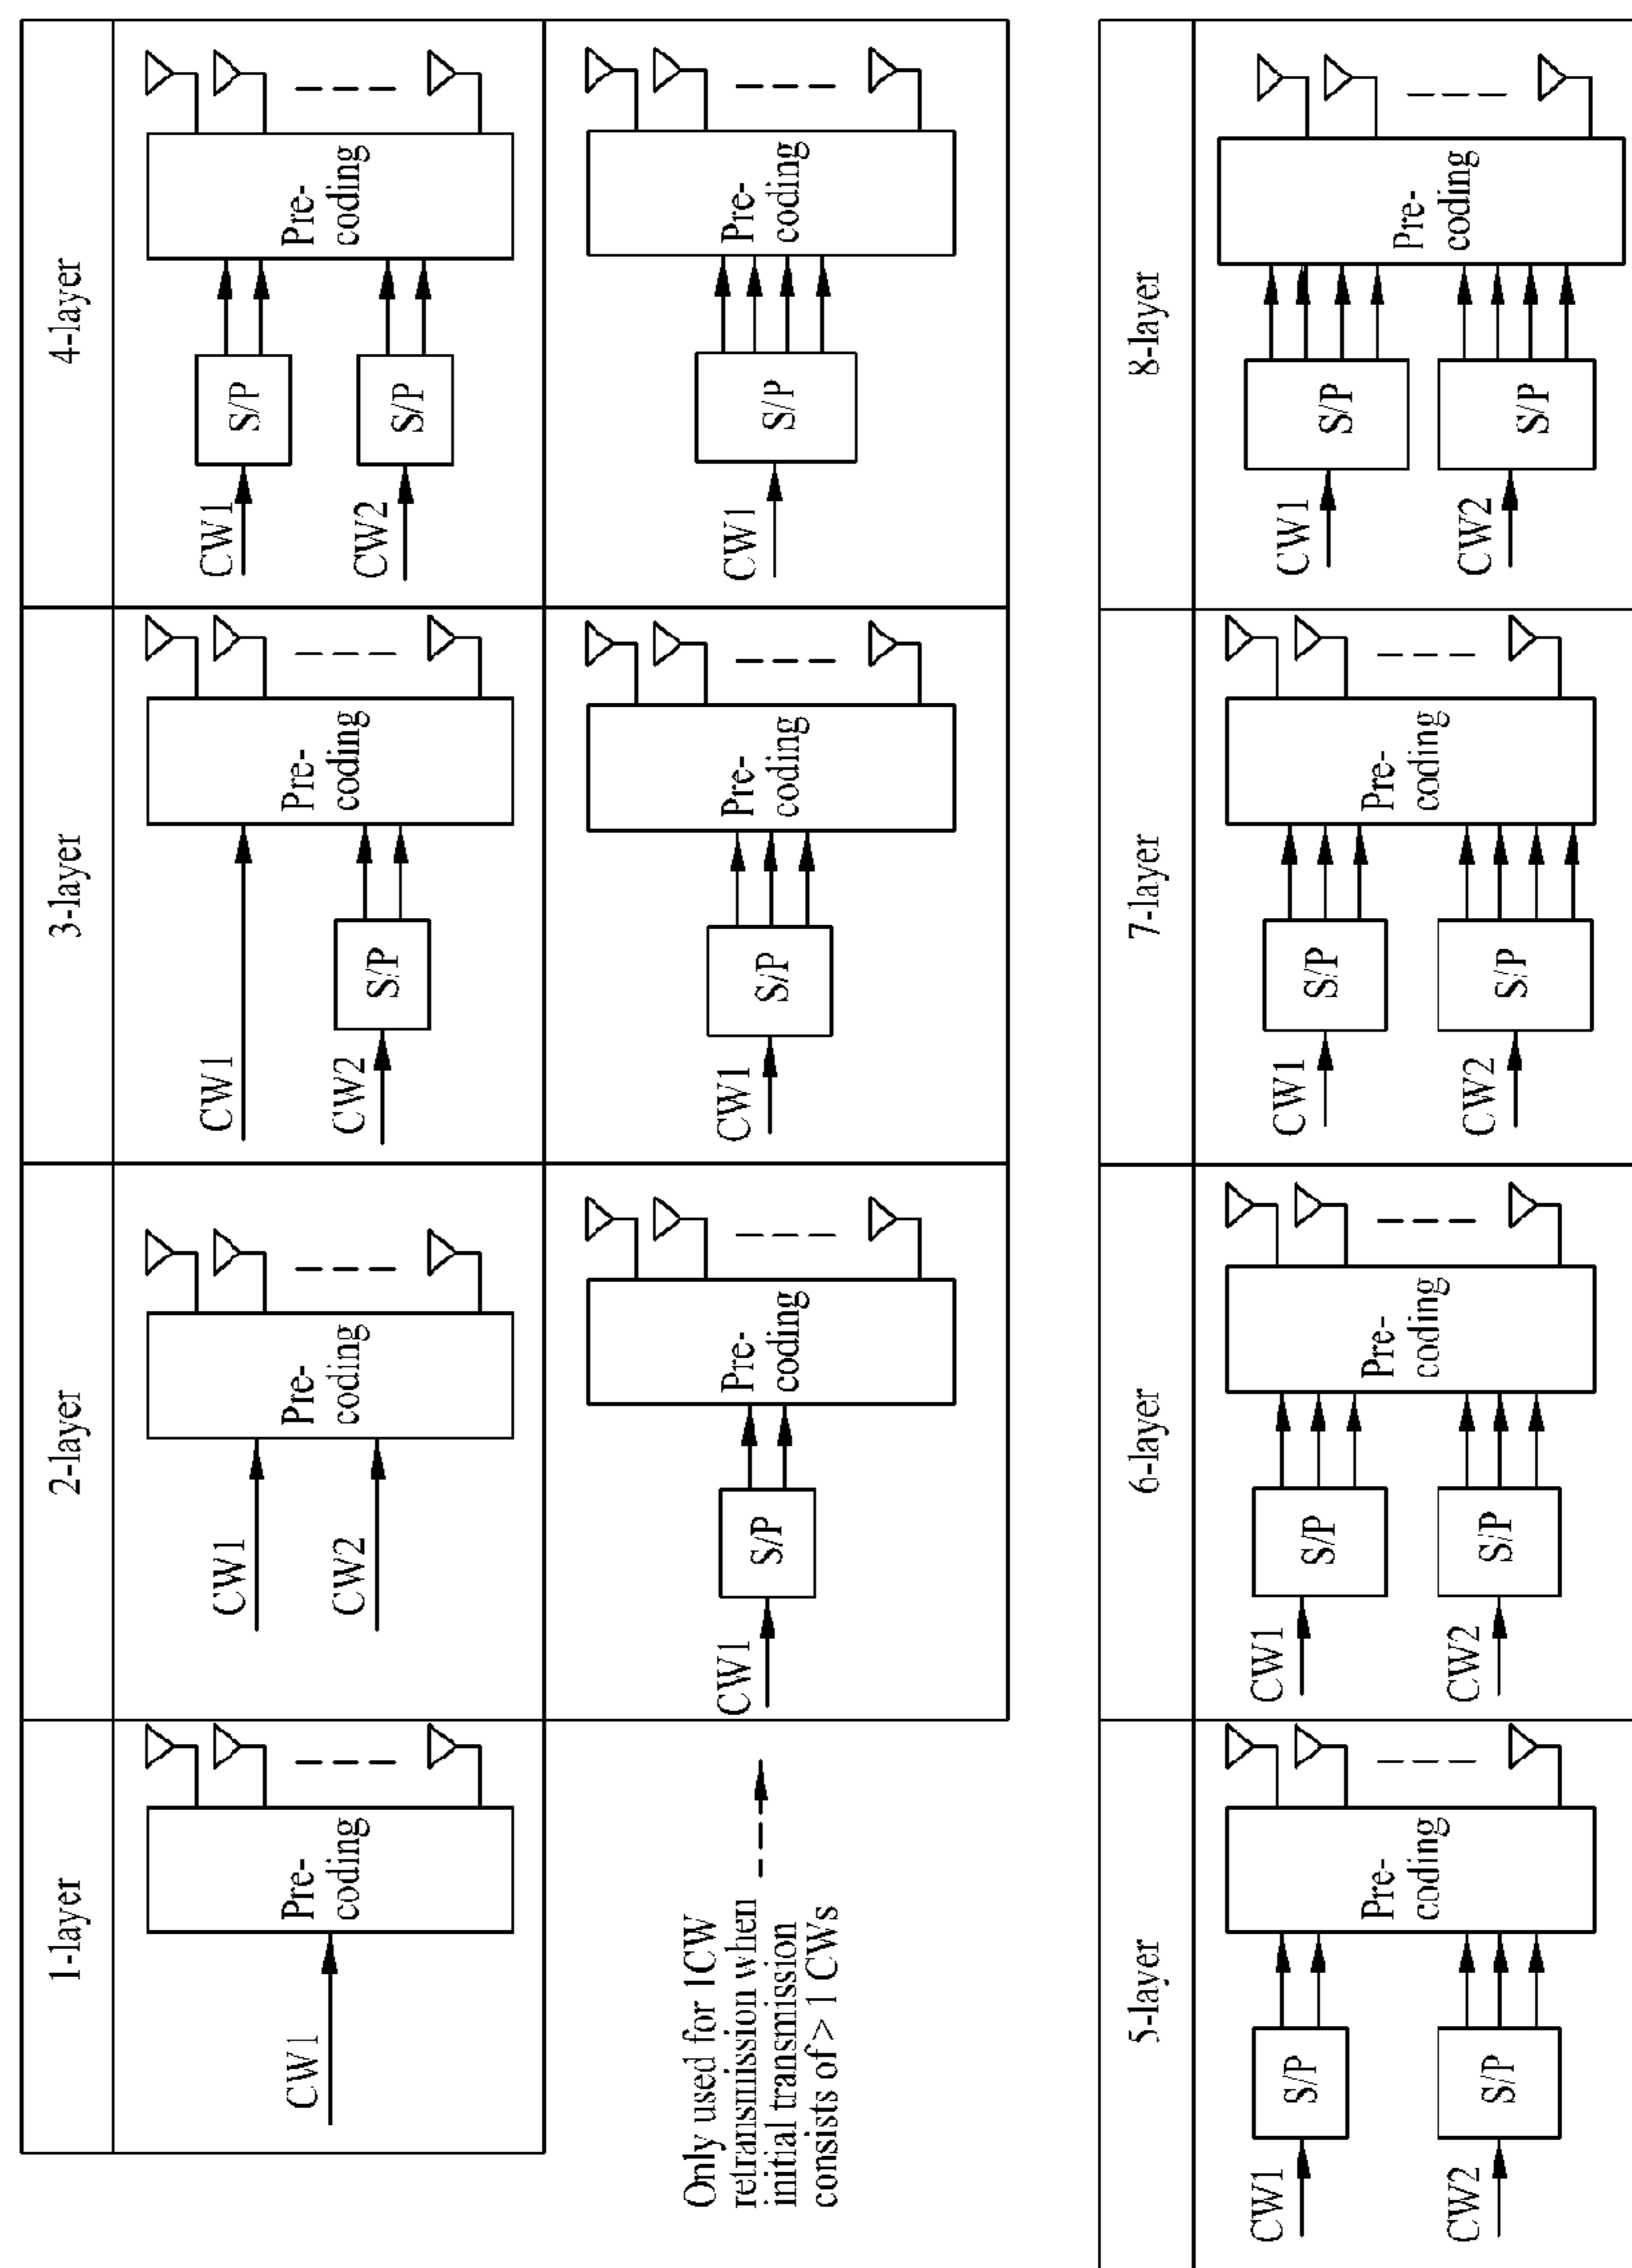 1-layer
2-layer
3-layer
4-layer
CW1
Pre-
coding
CW1
CW2
Pre-
coding
CW1
CW2
S/P
Pre-
coding
CW1
CW2
S/P
S/P
Pre-
coding
Only used for 1CW
retransmission when
initial transmission
consists of > 1 CWs
CW1
S/P
Pre-
coding
CW1
S/P
Pre-
coding
CW1
S/P
Pre-
coding
5-layer
6-layer
7-layer
8-layer
CW1
CW2
S/P
S/P
Pre-
coding
CW1
CW2
S/P
S/P
Pre-
coding
CW1
CW2
S/P
S/P
Pre-
coding
CW1
CW2
S/P
S/P
Pre-
coding